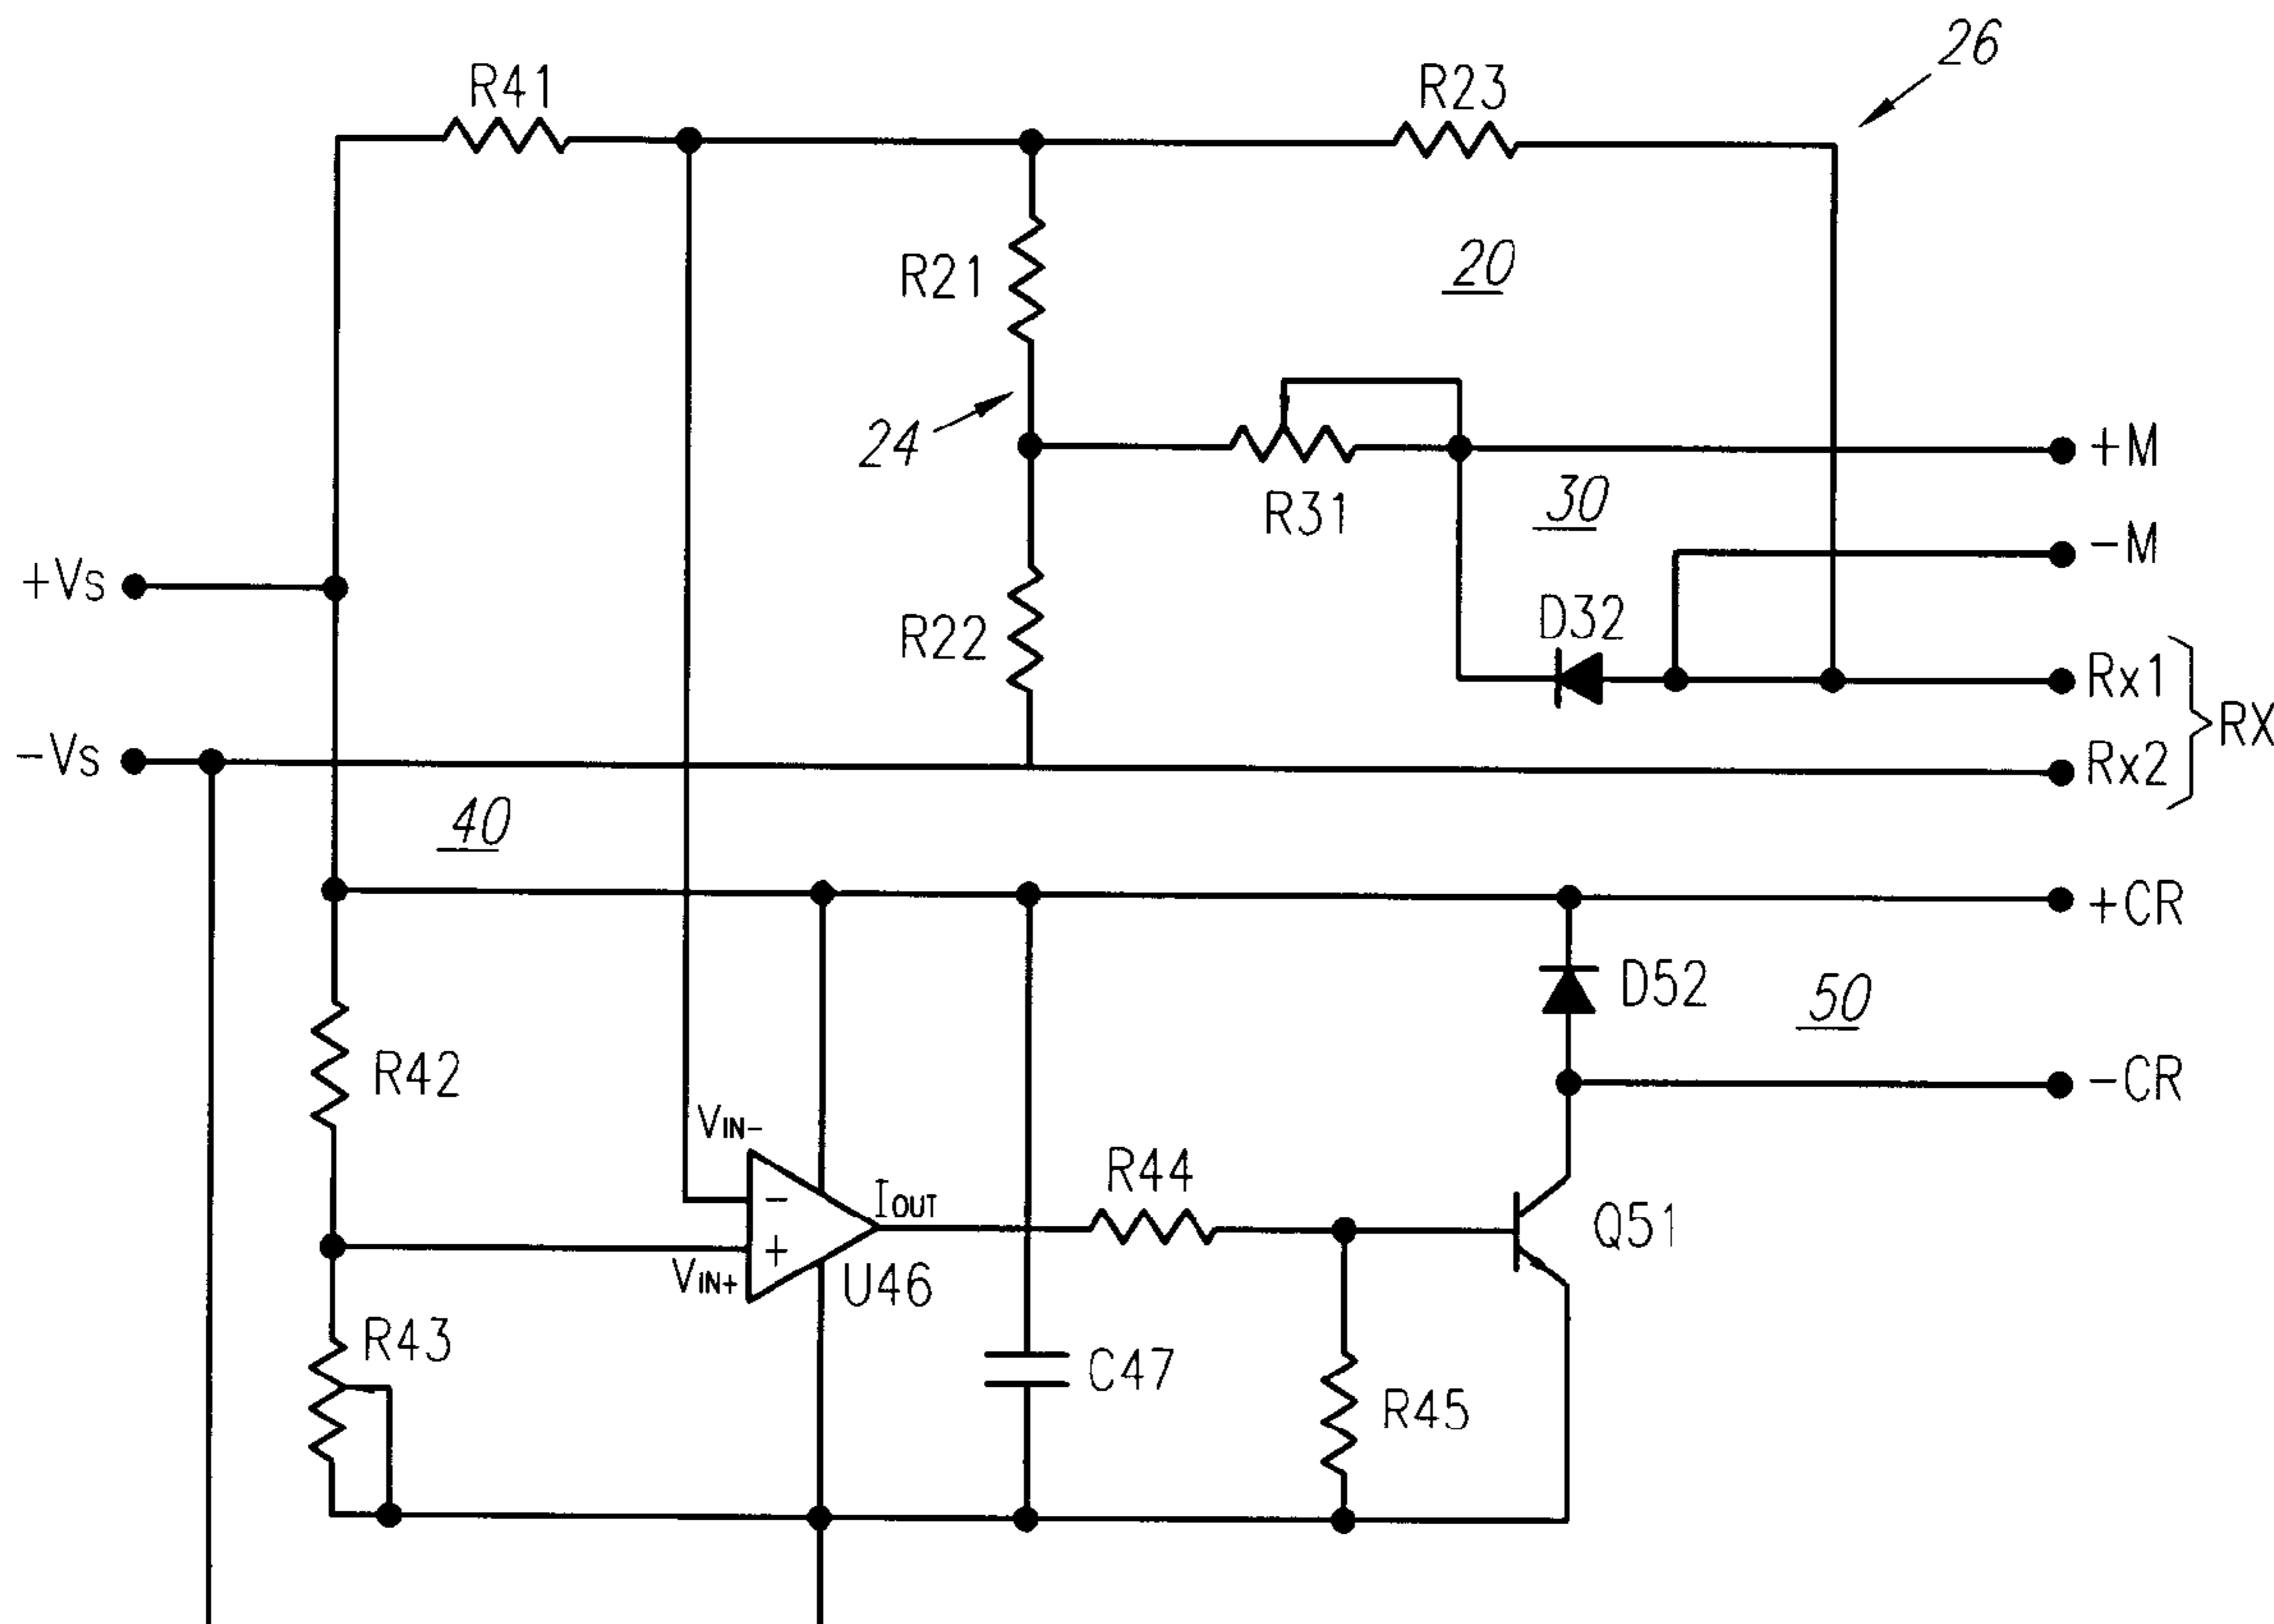 26
R41
R23
R21
20
24
+M
R31
30
-M
+Vs
D32
R22
Rx1
RX
-Vs
Rx2
40
+CR
D52
50
R42
-CR
VIN-
R44
IOUT
Q51
-
+
VIN+
U46
R43
C47
R45